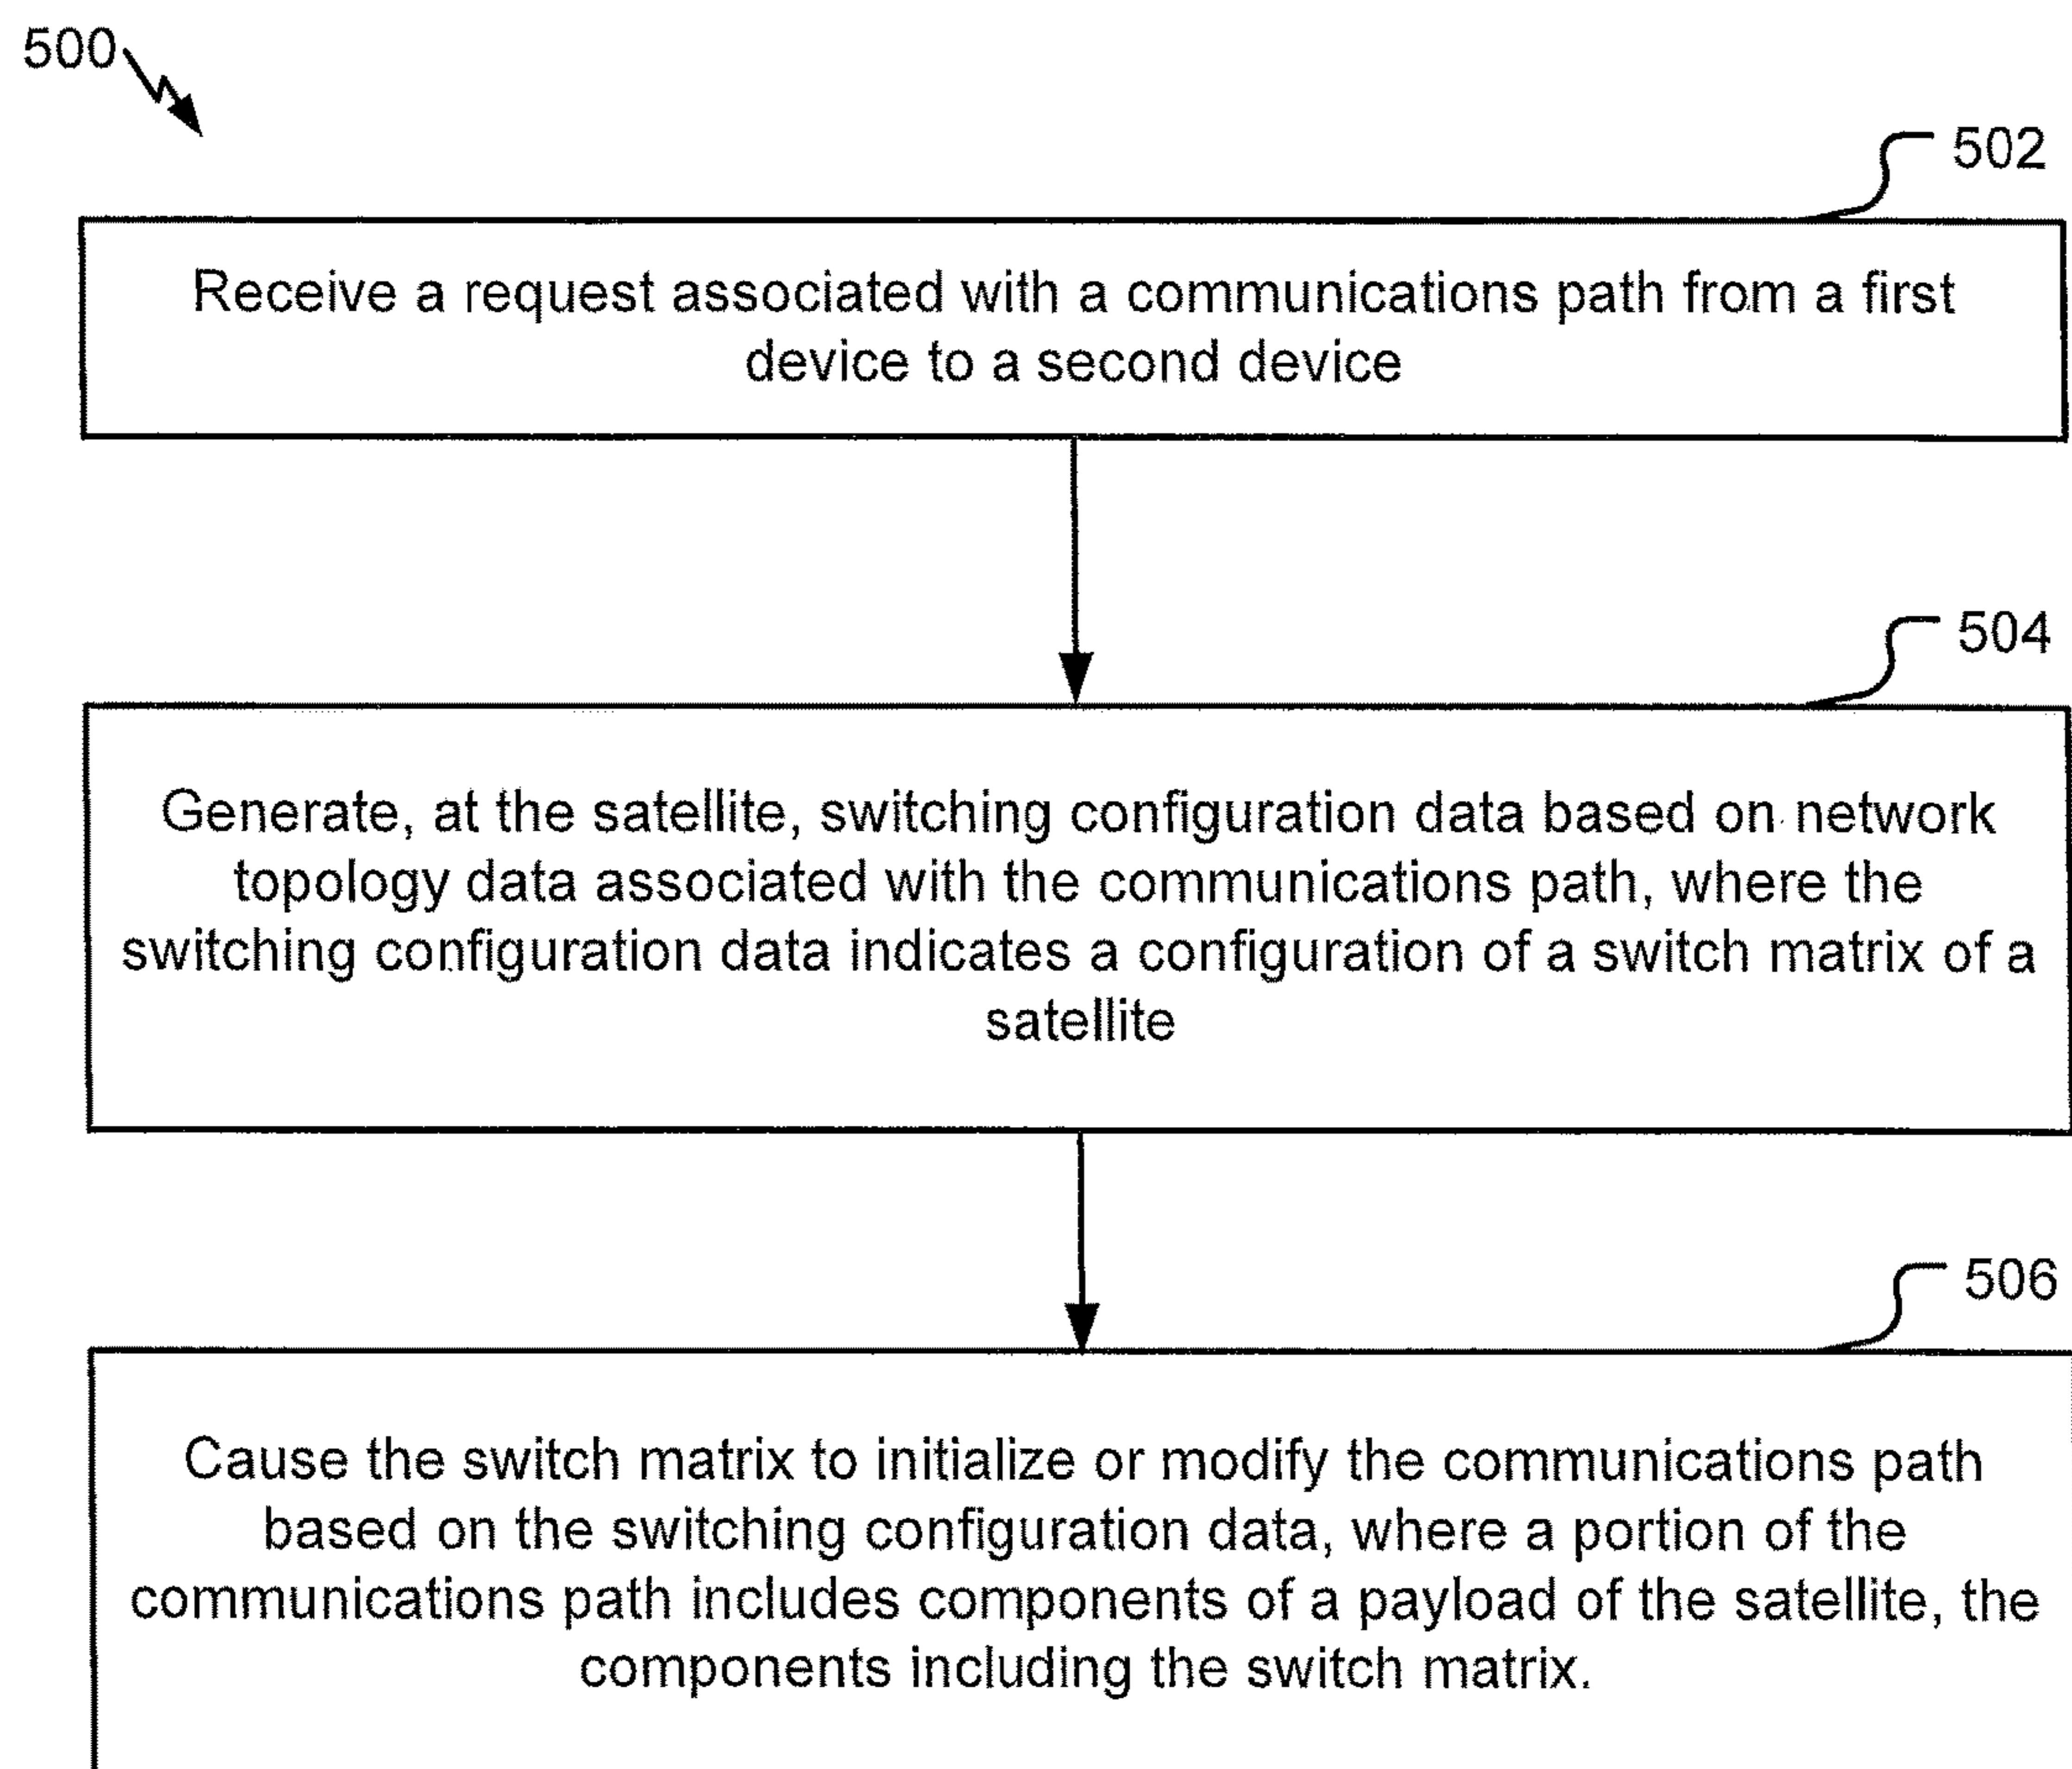 500
502
Receive a request associated with a communications path from a first
device to a second device
504
Generate, at the satellite, switching configuration data based on network
topology data associated with the communications path, where the
switching configuration data indicates a configuration of a switch matrix of a
satellite
506
Cause the switch matrix to initialize or modify the communications path
based on the switching configuration data, where a portion of the
communications path includes components of a payload of the satellite, the
components including the switch matrix.